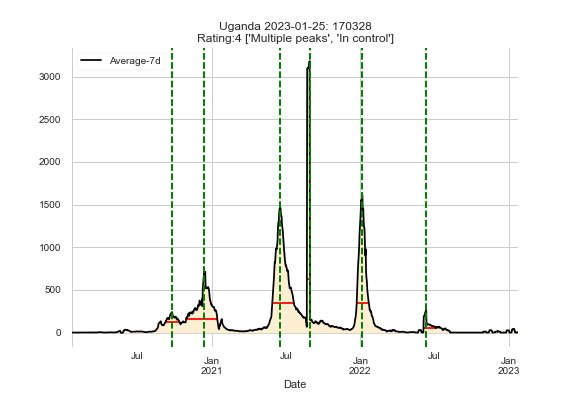 Uganda 2023-01-25: 170328
Rating:4 ['Multiple peaks', 'In control']
Average-7d
3000
2500
2000
1500
1000
500
0
Jul
Jan
2021
Jul
Jan
2022
Jul
Jan
2023
Date